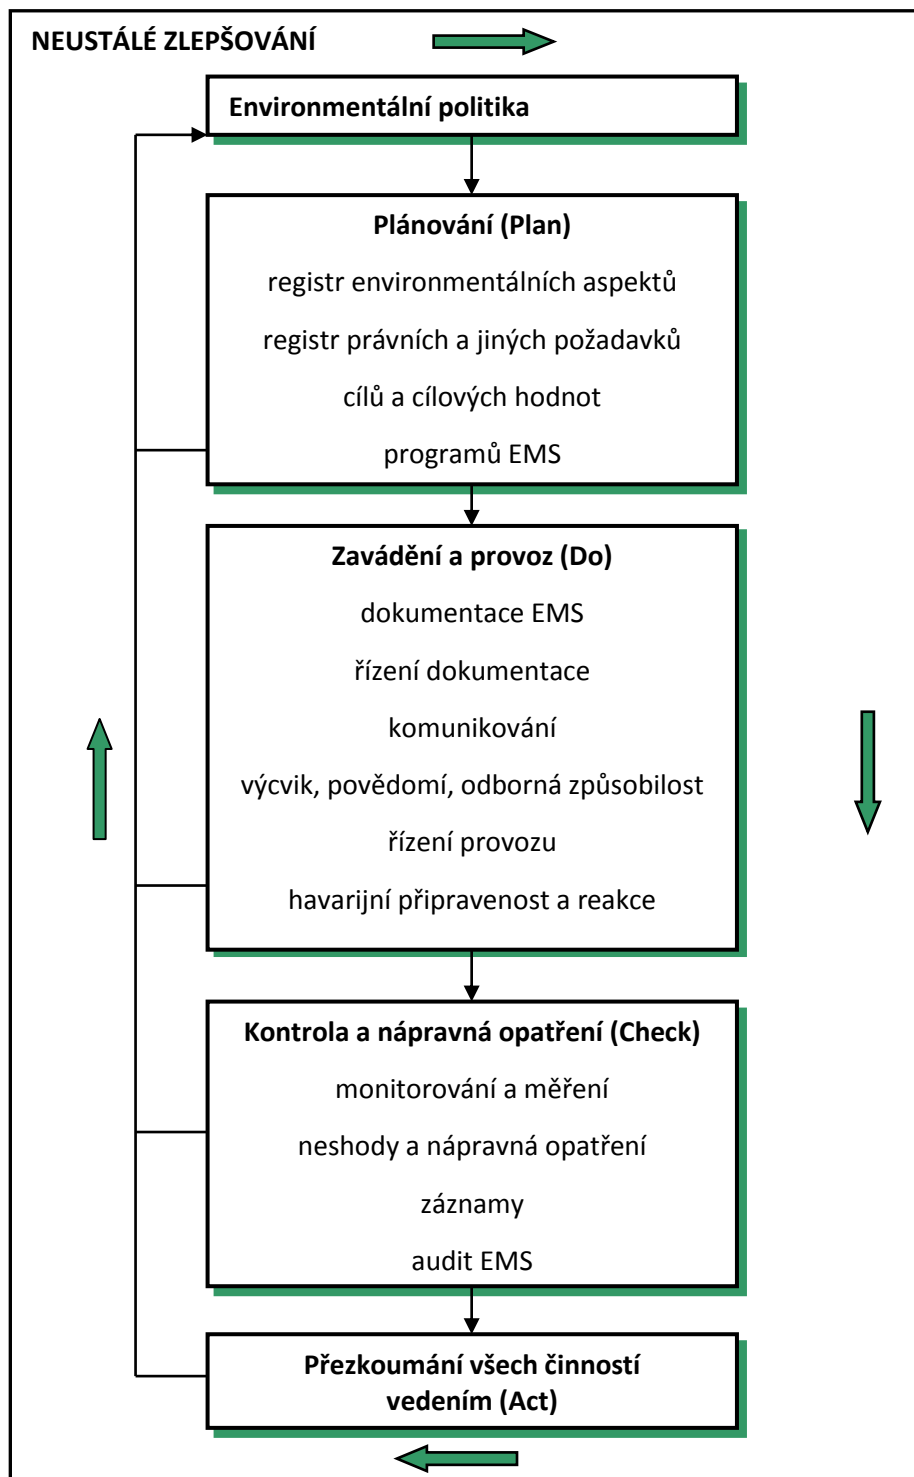 NEUSTÁLÉ ZLEPŠOVÁNÍ
Environmentální politika
Plánování (Plan)
registr environmentálních aspektů
registr právních a jiných požadavků
cílů a cílových hodnot
programů EMS
Zavádění a provoz (Do)
dokumentace EMS
řízení dokumentace
komunikování
výcvik, povědomí, odborná způsobilost
řízení provozu
havarijní připravenost a reakce
Kontrola a nápravná opatření (Check)
monitorování a měření
neshody a nápravná opatření
záznamy
audit EMS
Přezkoumání všech činností
vedením (Act)